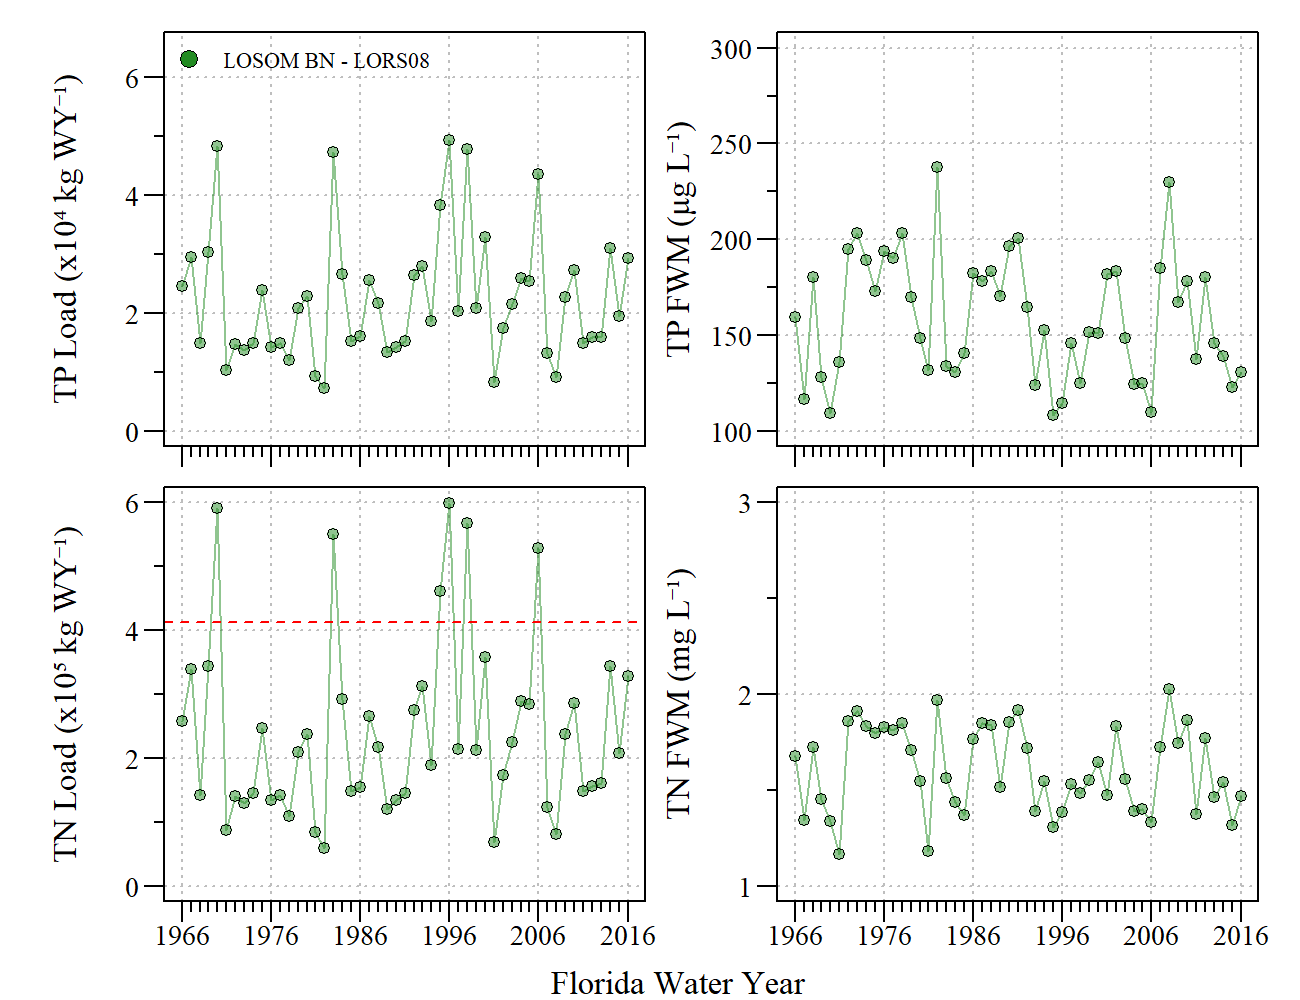 LOSOM BN - LORS08
TP Load (x10⁴ kg WY⁻¹)
6
4
2
0
TP FWM (µg L⁻¹)
300
250
200
150
100
TN Load (x10⁵ kg WY⁻¹)
6
4
2
0
1966 1976 1986 1996 2006 2016
TN FWM (mg L⁻¹)
3
2
1
1966 1976 1986 1996 2006 2016
Florida Water Year